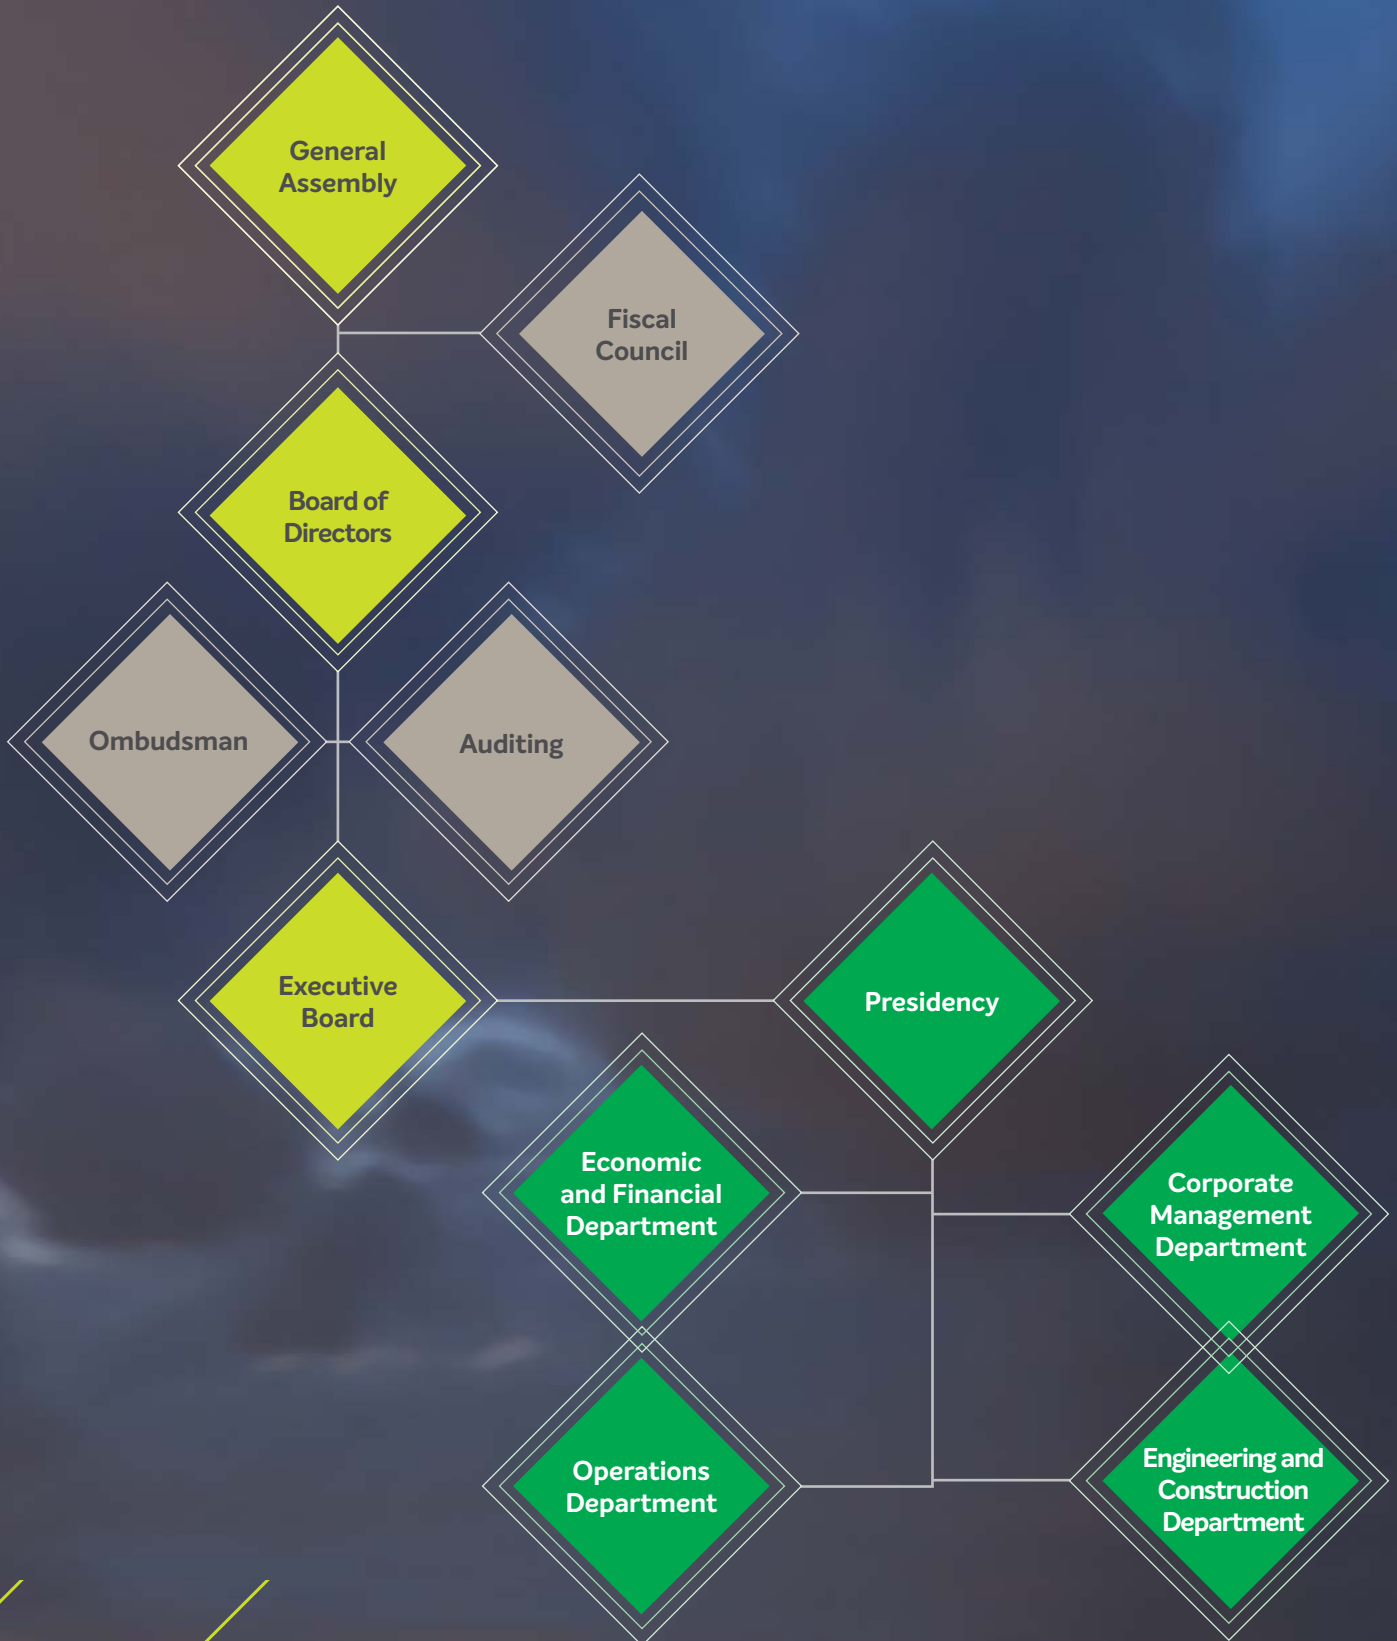 General
Assembly
Fiscal
Council
Board of
Directors
Ombudsman
Auditing
Executive
Board
Presidency
Economic
and Financial
Department
Corporate
Management
Department
Operations
Department
Engineering and
Construction
Department